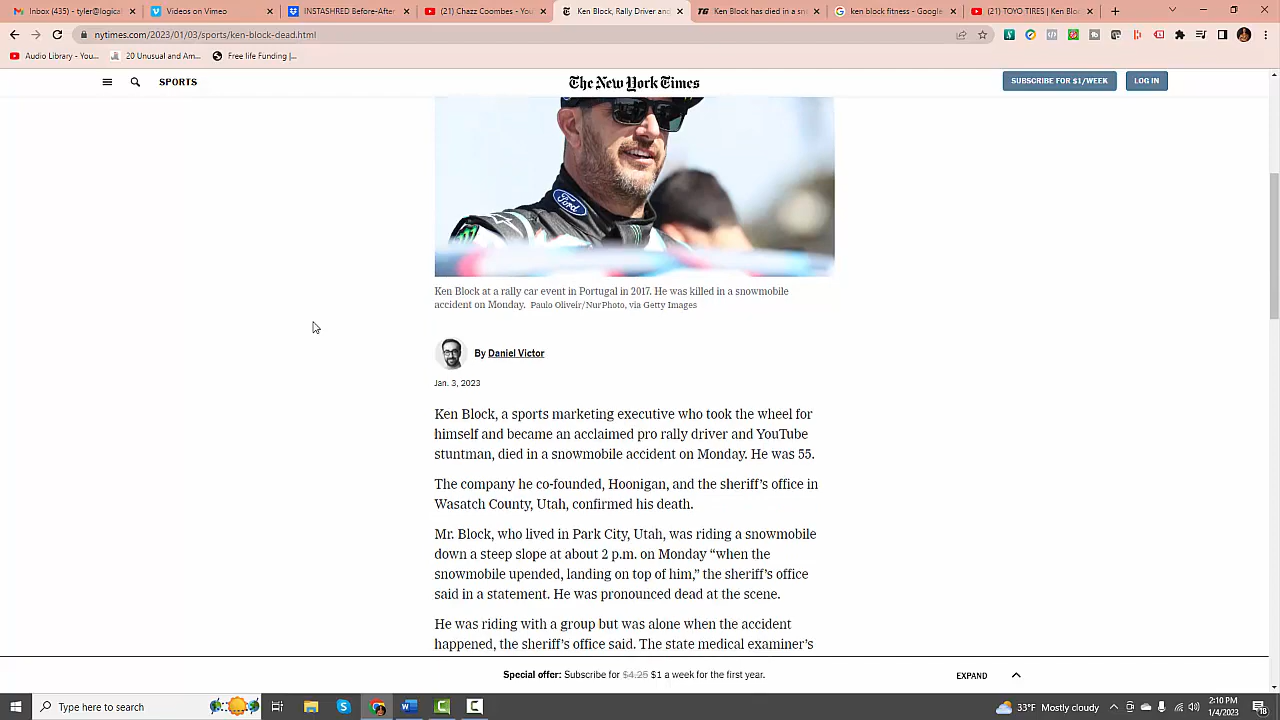 Inbox (435) - tyler@logical
Videos on Vimeo
INSTASHRED Before-After
(21) Chazz Coombes - YouT
Ken Block, Rally Driver and
Ken Block has died in a sno
ken block fitness - Google
(21) TOYO TIRES | Ken Bloc
nytimes.com/2023/01/03/sports/ken-block-dead.html
Audio Library - You...
20 Unusual and Am...
Free life Funding |...
SPORTS
The New York Times
SUBSCRIBE FOR $1/WEEK
LOG IN
Ford
Ken Block at a rally car event in Portugal in 2017. He was killed in a snowmobile
accident on Monday. Paulo Oliveir/NurPhoto, via Getty Images
By Daniel Victor
Jan. 3, 2023
Ken Block, a sports marketing executive who took the wheel for
himself and became an acclaimed pro rally driver and YouTube
stuntman, died in a snowmobile accident on Monday. He was 55.
The company he co-founded, Hoonigan, and the sheriff's office in
Wasatch County, Utah, confirmed his death.
Mr. Block, who lived in Park City, Utah, was riding a snowmobile
down a steep slope at about 2 p.m. on Monday “when the
snowmobile upended, landing on top of him,” the sheriff's office
said in a statement. He was pronounced dead at the scene.
He was riding with a group but was alone when the accident
happened, the sheriff's office said. The state medical examiner's
Special offer: Subscribe for $4.25 $1 a week for the first year.
EXPAND
Type here to search
33°F Mostly cloudy
2:10 PM
1/4/2023